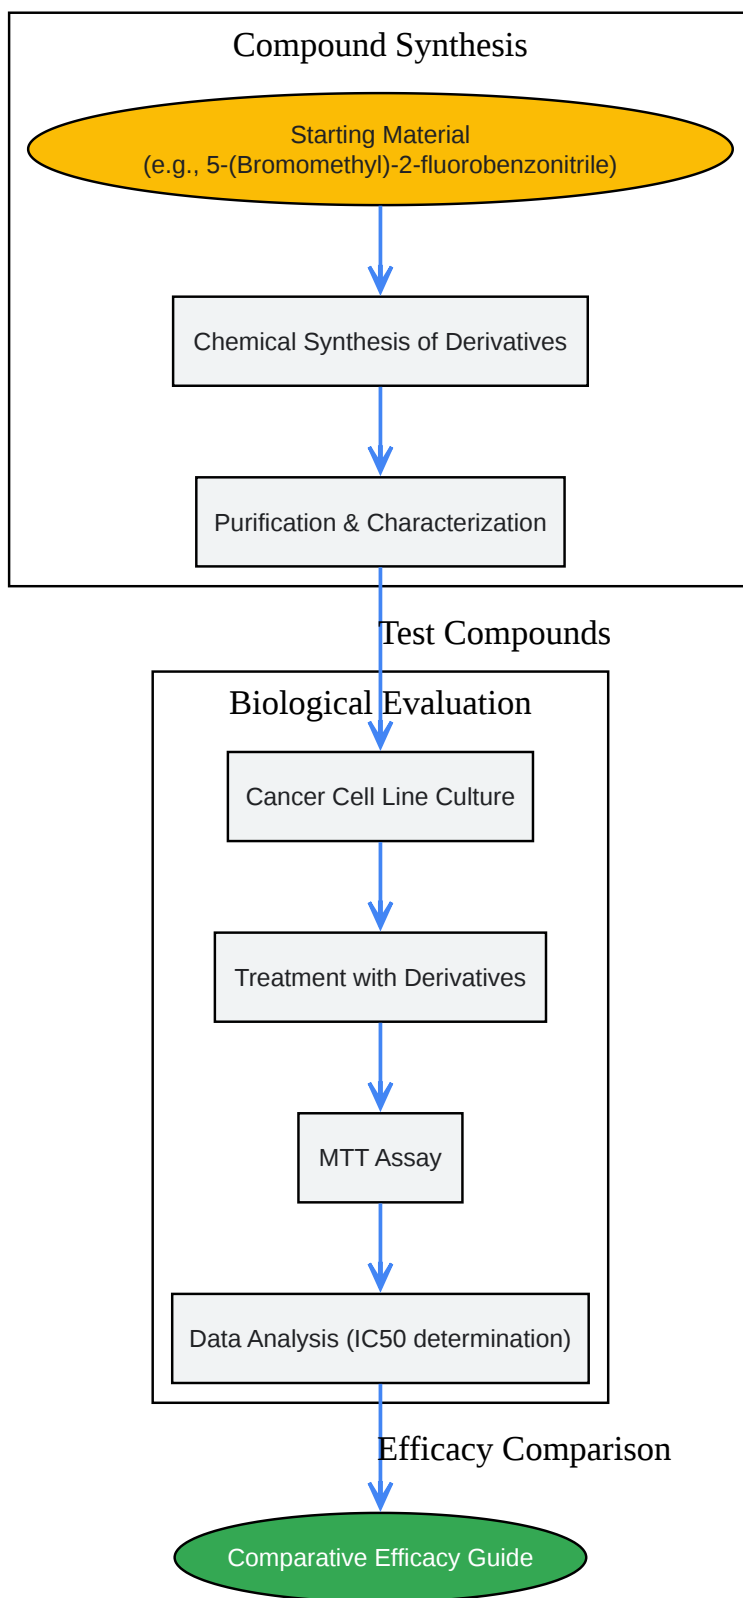 Compound Synthesis
Starting Material
(e.g., 5-(Bromomethyl)-2-fluorobenzonitrile)
Chemical Synthesis of Derivatives
Purification & Characterization
Test Compounds
Biological Evaluation
Cancer Cell Line Culture
Treatment with Derivatives
MTT Assay
Data Analysis (IC50 determination)
Efficacy Comparison
Comparative Efficacy Guide